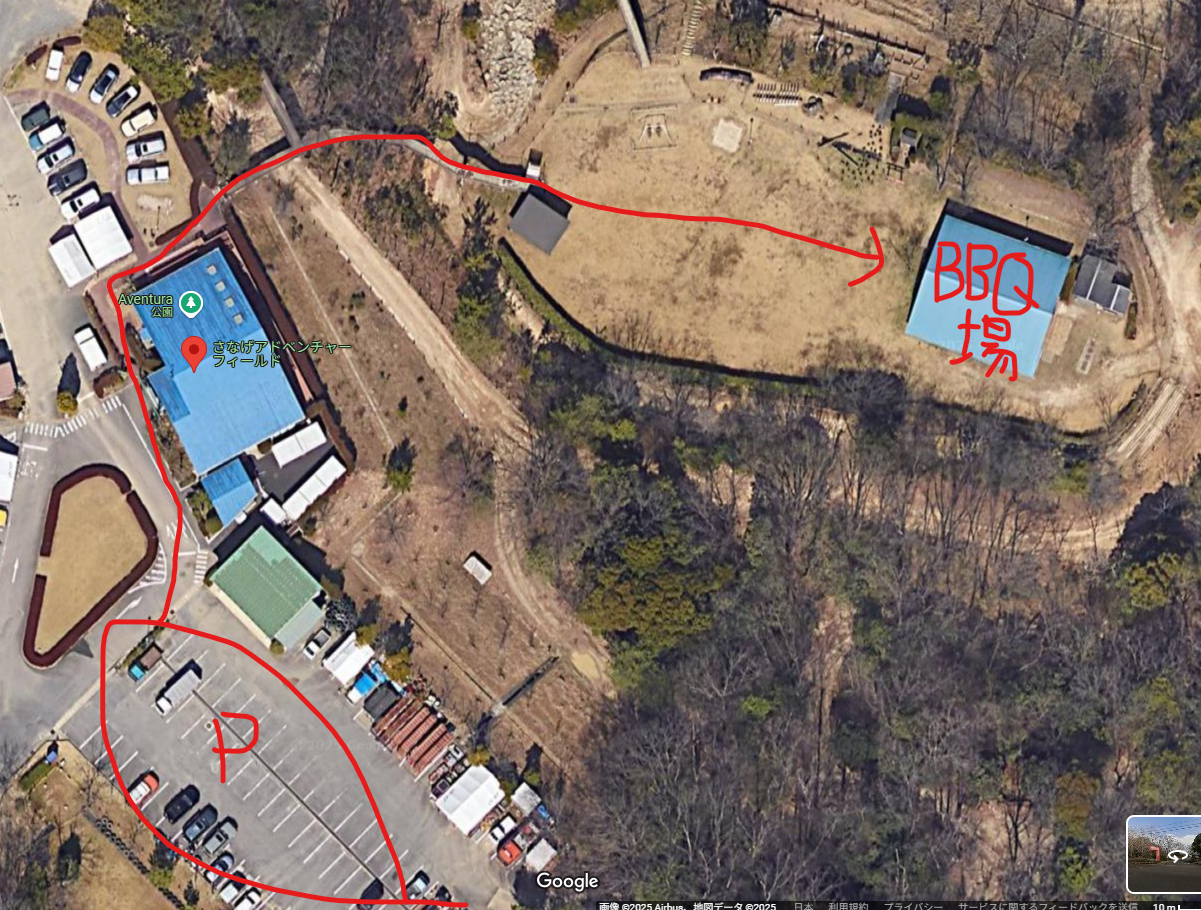 Aventura
公園
さなげアドベンチャー
フィールド
BBQ
場
P
Google
画像 ©2025 Airbus、地図データ ©2025
日本
利用規約
プライバシー
サービスに関するフィードバックを送信
10 m